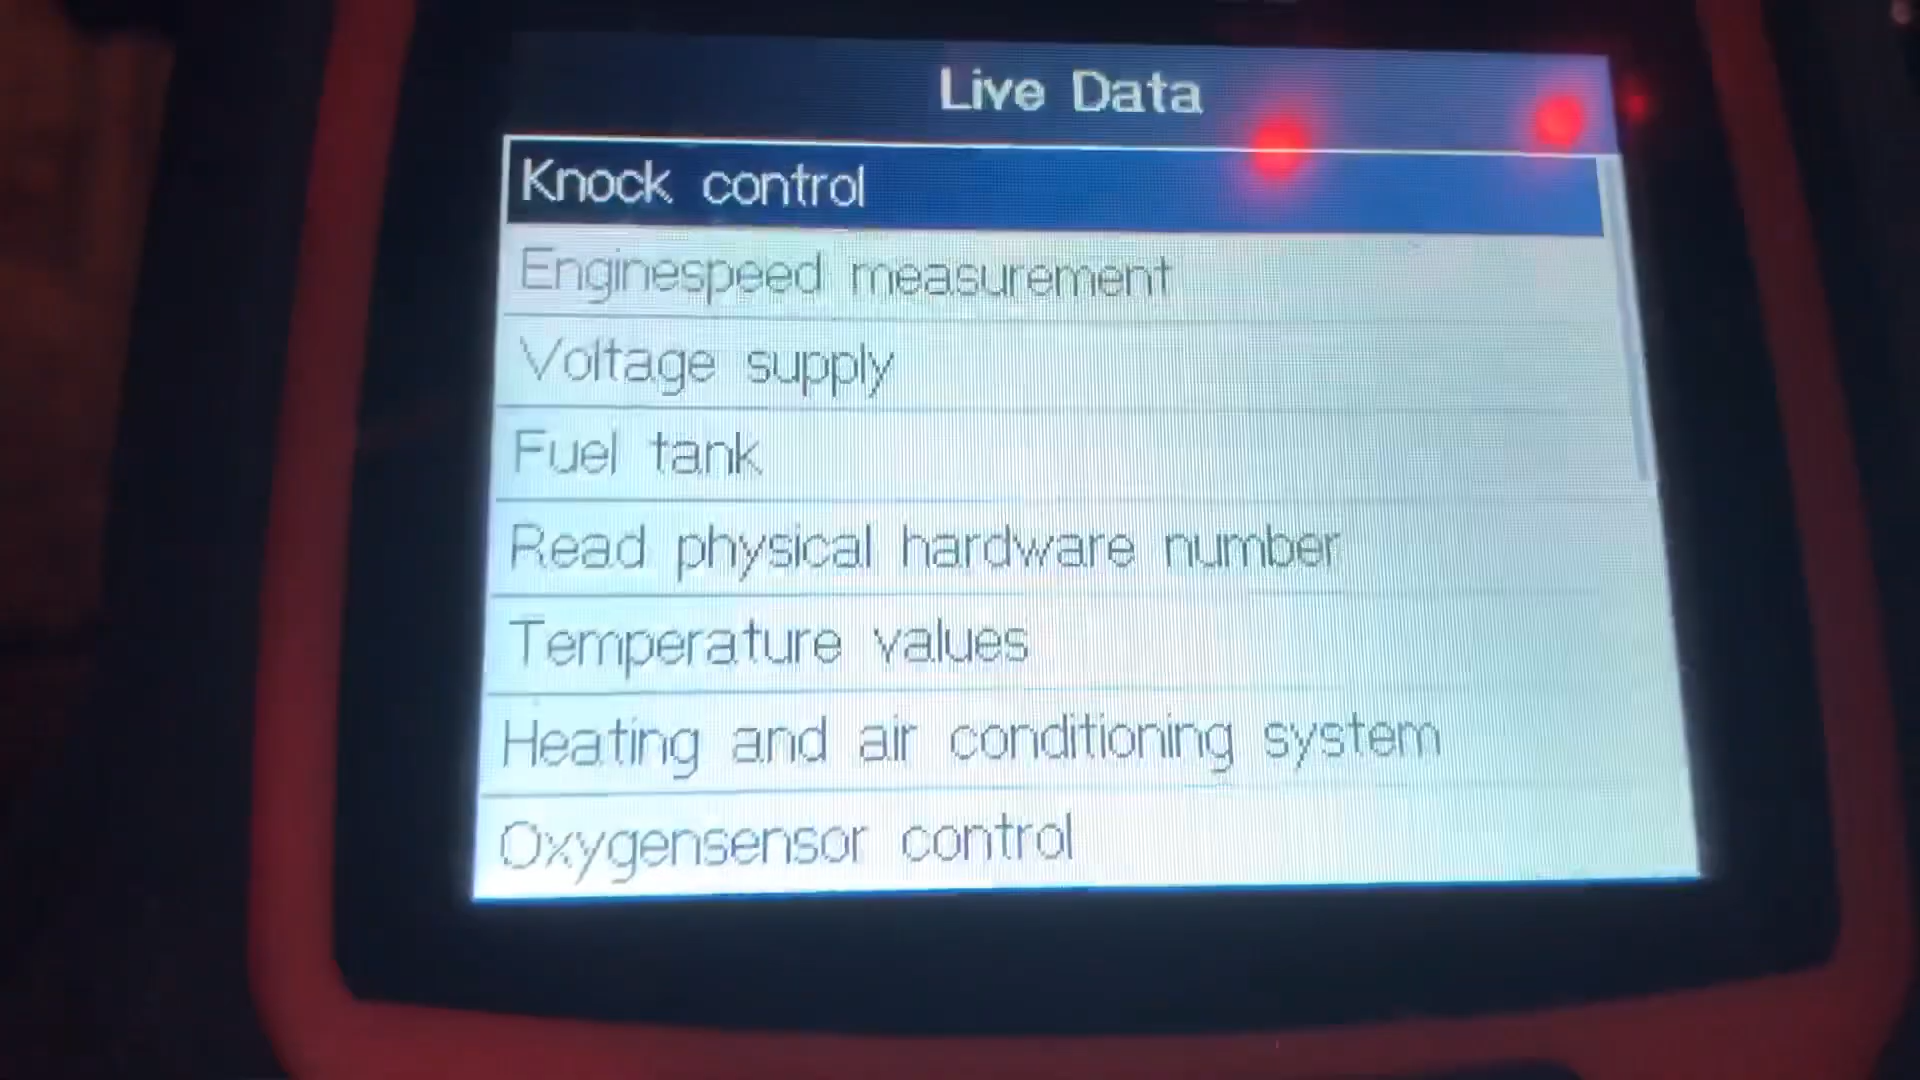 Live Data
Knock control
Enginespeed measurement
Voltage supply
Fuel tank
Read physical hardware number
Temperature values
Heating and air conditioning system
Oxygensensor control